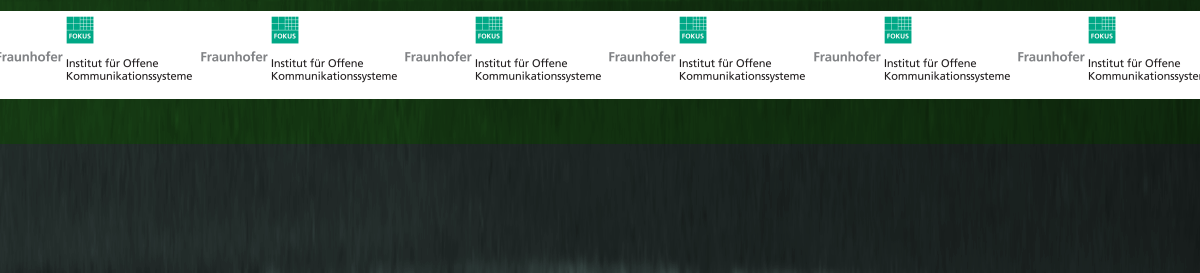 FOKUS FOKUS FOKUS FOKUS FOKUS FOKUS
Fraunhofer Fraunhofer Fraunhofer Fraunhofer Fraunhofer Fraunhofer
Institut für Offene Institut für Offene Institut für Offene Institut für Offene Institut für Offene Institut für Offene
Kommunikationssysteme Kommunikationssysteme Kommunikationssysteme Kommunikationssysteme Kommunikationssysteme Kommunikationssysteme